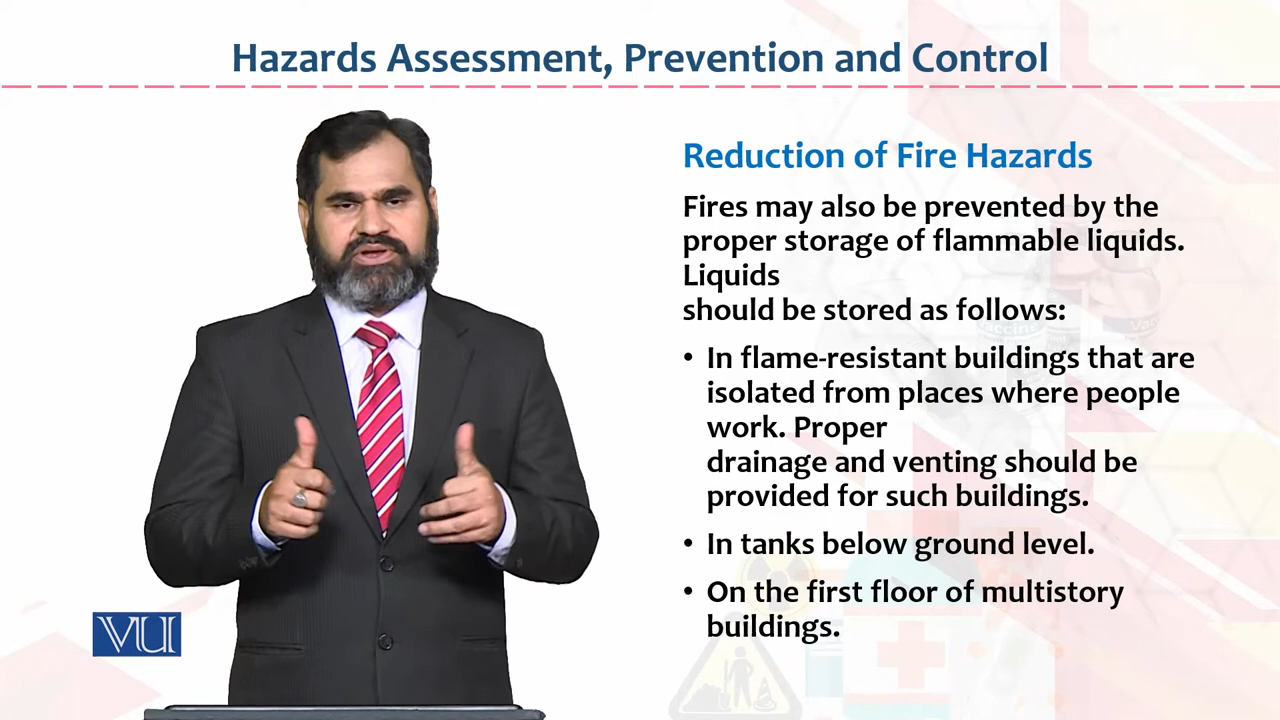 Hazards Assessment, Prevention and Control
Reduction of Fire Hazards
Fires may also be prevented by the
proper storage of flammable liquids.
Liquids
should be stored as follows:
• In flame-resistant buildings that are
isolated from places where people
work. Proper
drainage and venting should be
provided for such buildings.
• In tanks below ground level.
• On the first floor of multistory
buildings.
VU